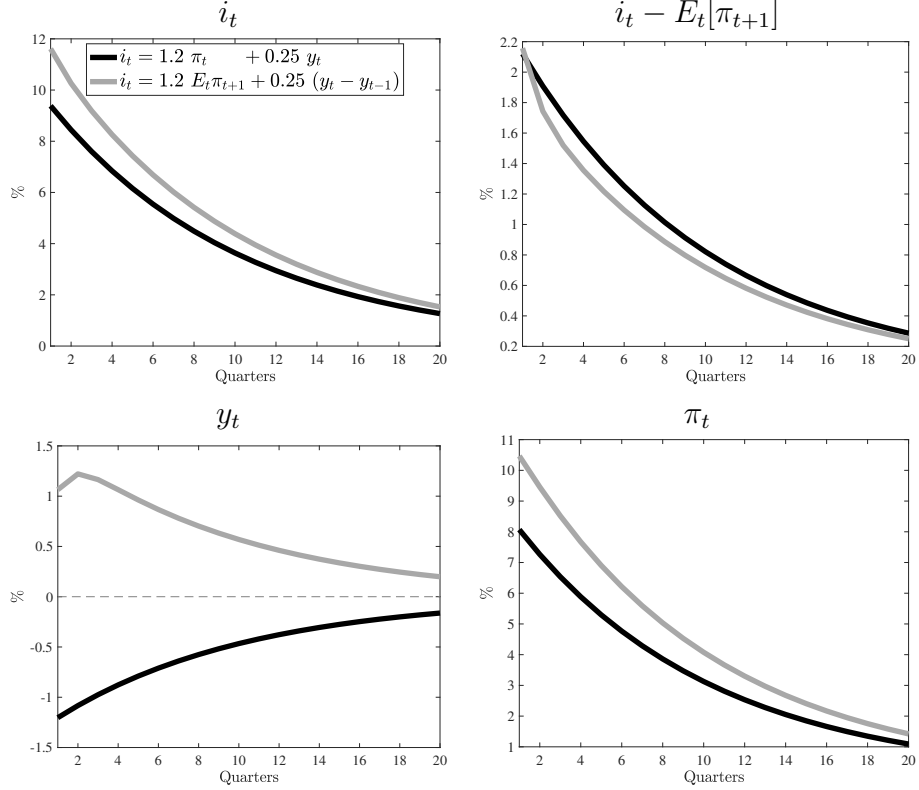 i_t
i_t − E_t[π_{t+1}]
12
10
8
6
4
2
0
%
i_t = 1.2 π_t + 0.25 y_t
i_t = 1.2 E_tπ_{t+1} + 0.25 (y_t − y_{t−1})
2 4 6 8 10 12 14 16 18 20
Quarters
2.2
2
1.8
1.6
1.4
1.2
1
0.8
0.6
0.4
0.2
%
2 4 6 8 10 12 14 16 18 20
Quarters
y_t
π_t
1.5
1
0.5
0
-0.5
-1
-1.5
%
2 4 6 8 10 12 14 16 18 20
Quarters
11
10
9
8
7
6
5
4
3
2
1
%
2 4 6 8 10 12 14 16 18 20
Quarters